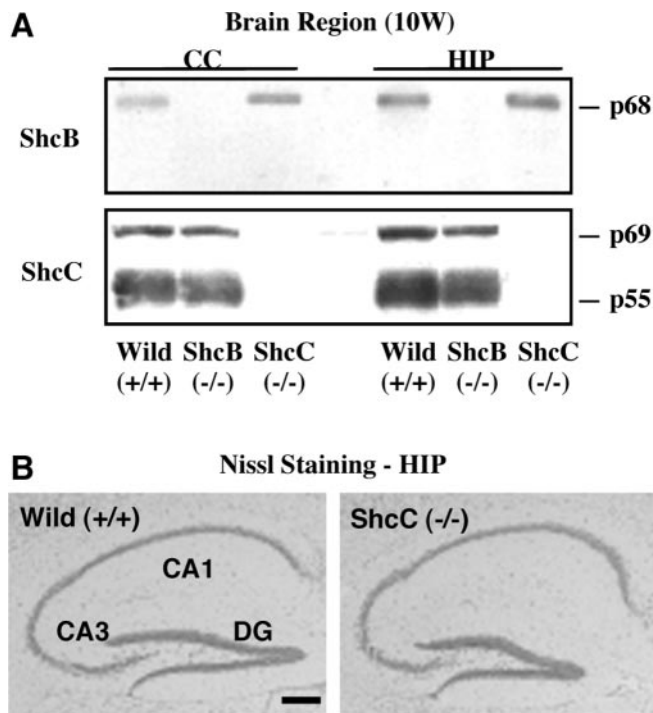 A
Brain Region (10W)
CC HIP
ShcB
p68
ShcC
p69
p55
Wild ShcB ShcC Wild ShcB ShcC
(+/+) (-/-) (-/-) (+/+) (-/-) (-/-)
B
Nissl Staining - HIP
Wild (+/+) ShcC (-/-)
CA1
CA3 DG